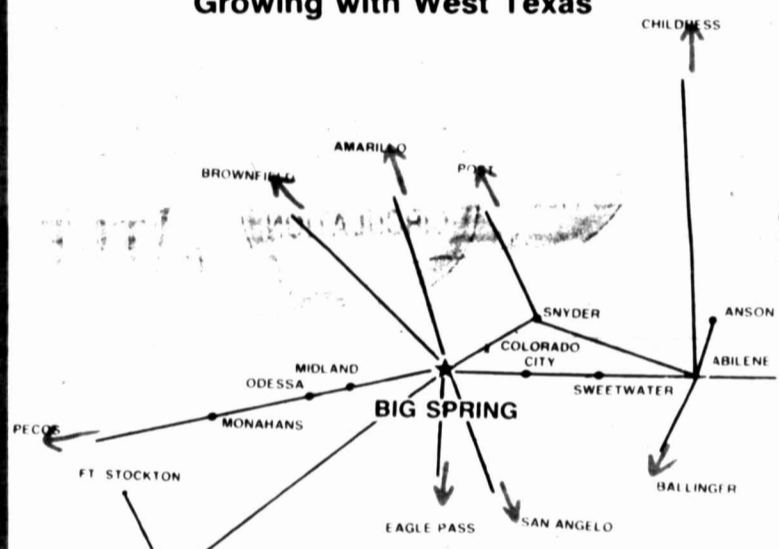 Growing with West Texas
CHILDRESS
AMARILLO
BROWNFIELD
POST
SNYDER
ANSON
COLORADO
CITY
ABILENE
MIDLAND
ODESSA
SWEETWATER
BIG SPRING
MONAHANS
PECOS
FT STOCKTON
BALLINGER
EAGLE PASS
SAN ANGELO